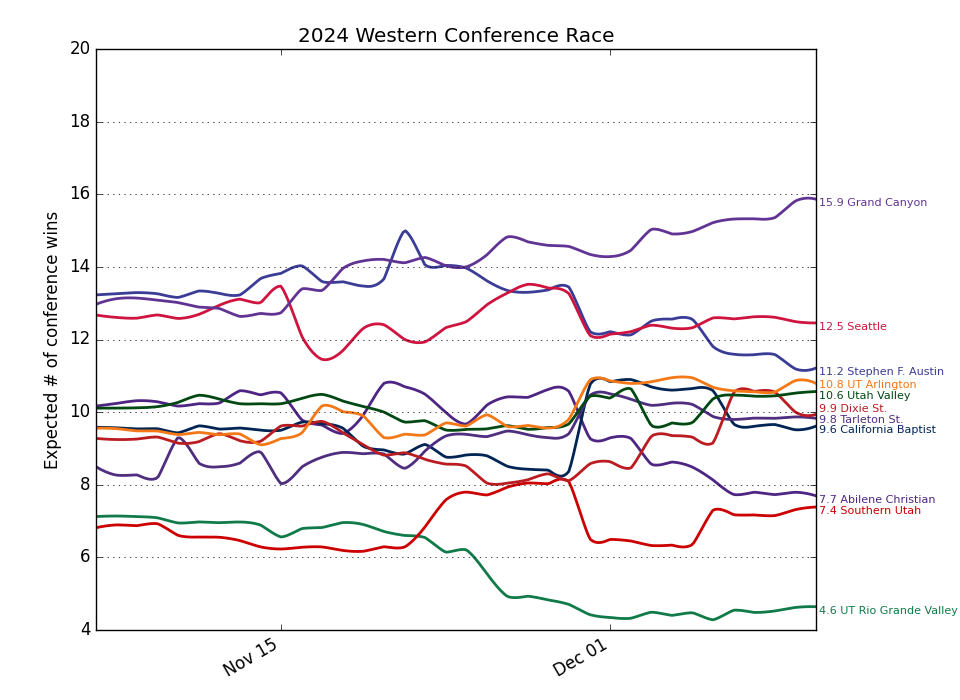 2024 Western Conference Race
Expected # of conference wins
20
18
16
14
12
10
8
6
4
Nov 15
Dec 01
15.9 Grand Canyon
12.5 Seattle
11.2 Stephen F. Austin
10.8 UT Arlington
10.6 Utah Valley
9.9 Dixie St.
9.8 Tarleton St.
9.6 California Baptist
7.7 Abilene Christian
7.4 Southern Utah
4.6 UT Rio Grande Valley